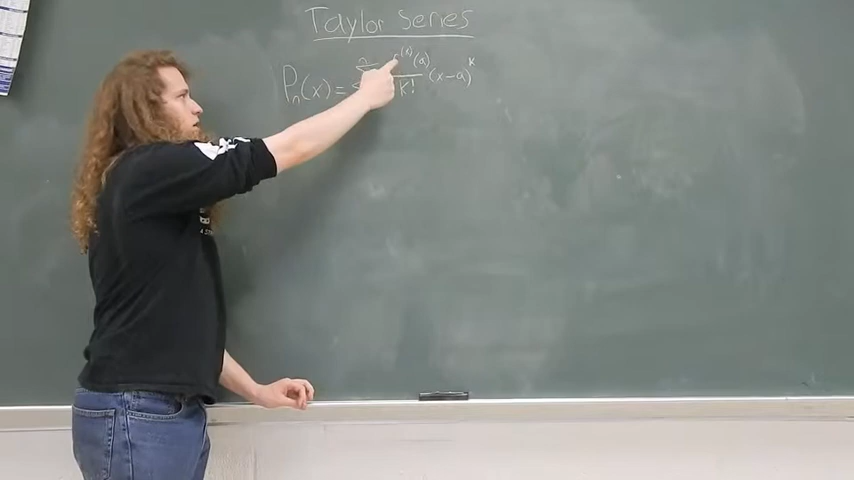 Taylor Series
Pₙ(x) = Σ f⁽ᵏ⁾(a)/k! (x-a)ᵏ